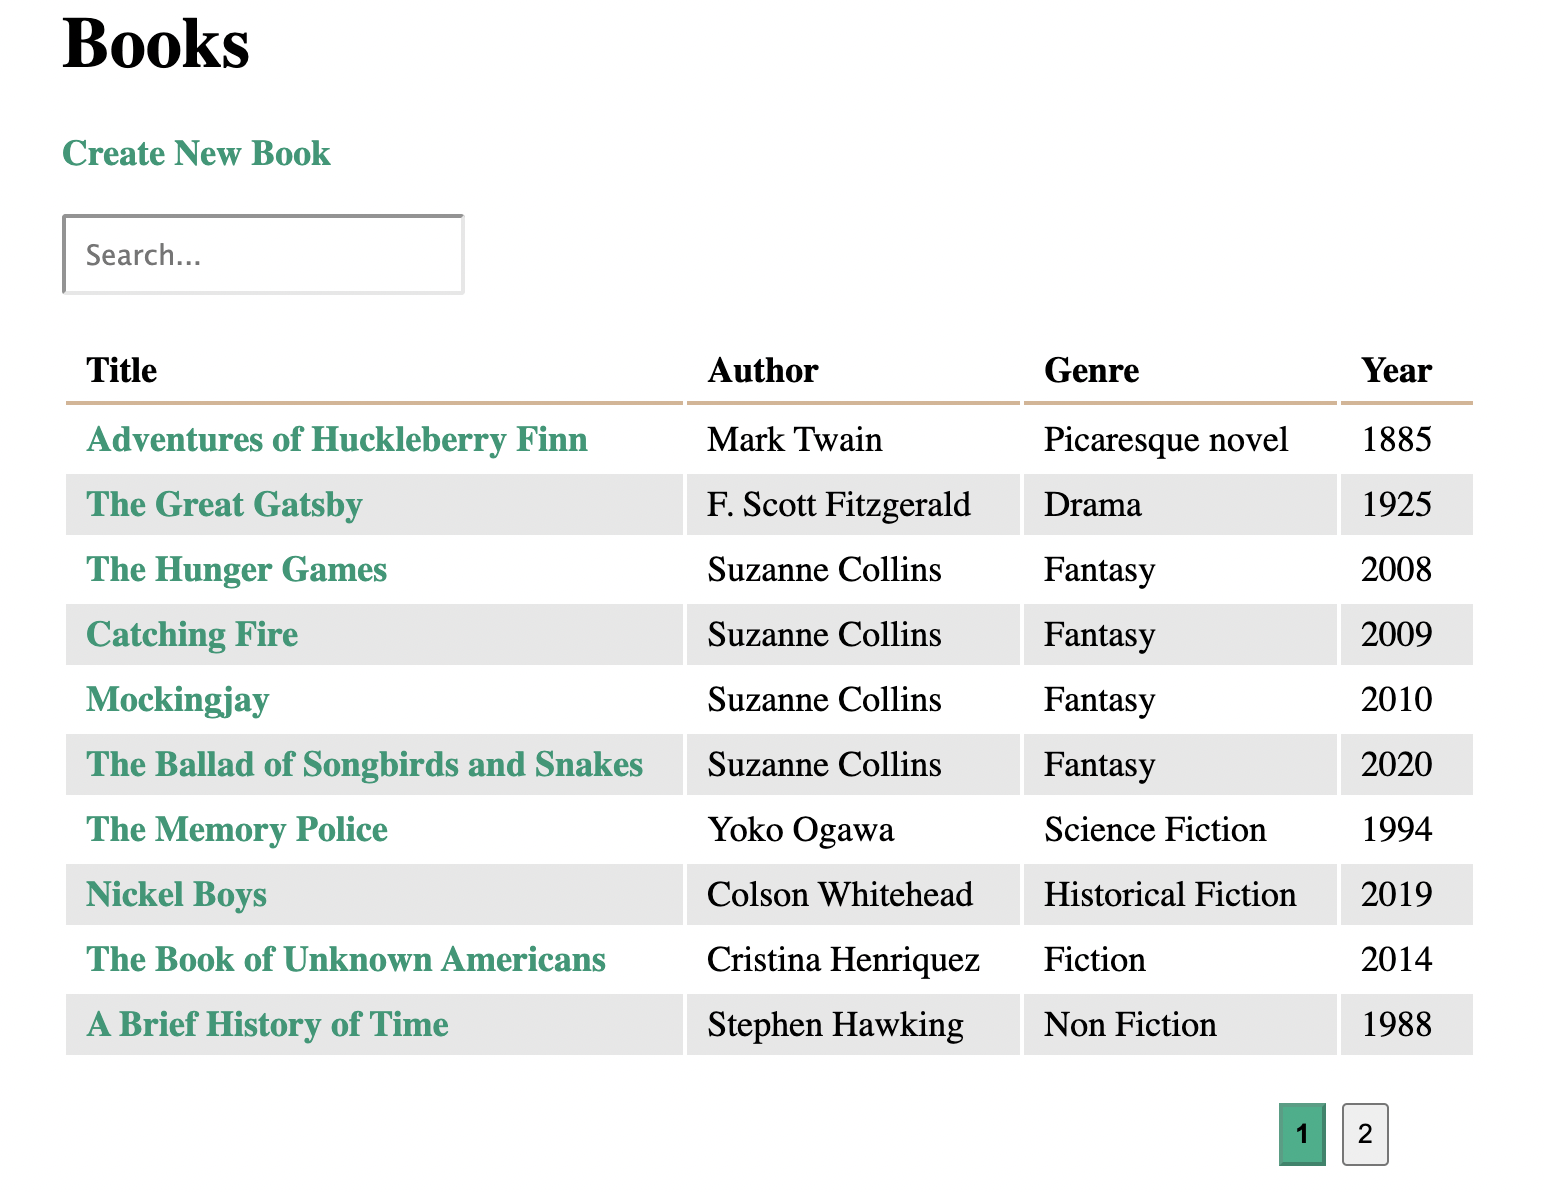 Books
Create New Book
Search...
Title Author Genre Year
Adventures of Huckleberry Finn Mark Twain Picaresque novel 1885
The Great Gatsby F. Scott Fitzgerald Drama 1925
The Hunger Games Suzanne Collins Fantasy 2008
Catching Fire Suzanne Collins Fantasy 2009
Mockingjay Suzanne Collins Fantasy 2010
The Ballad of Songbirds and Snakes Suzanne Collins Fantasy 2020
The Memory Police Yoko Ogawa Science Fiction 1994
Nickel Boys Colson Whitehead Historical Fiction 2019
The Book of Unknown Americans Cristina Henriquez Fiction 2014
A Brief History of Time Stephen Hawking Non Fiction 1988
1 2